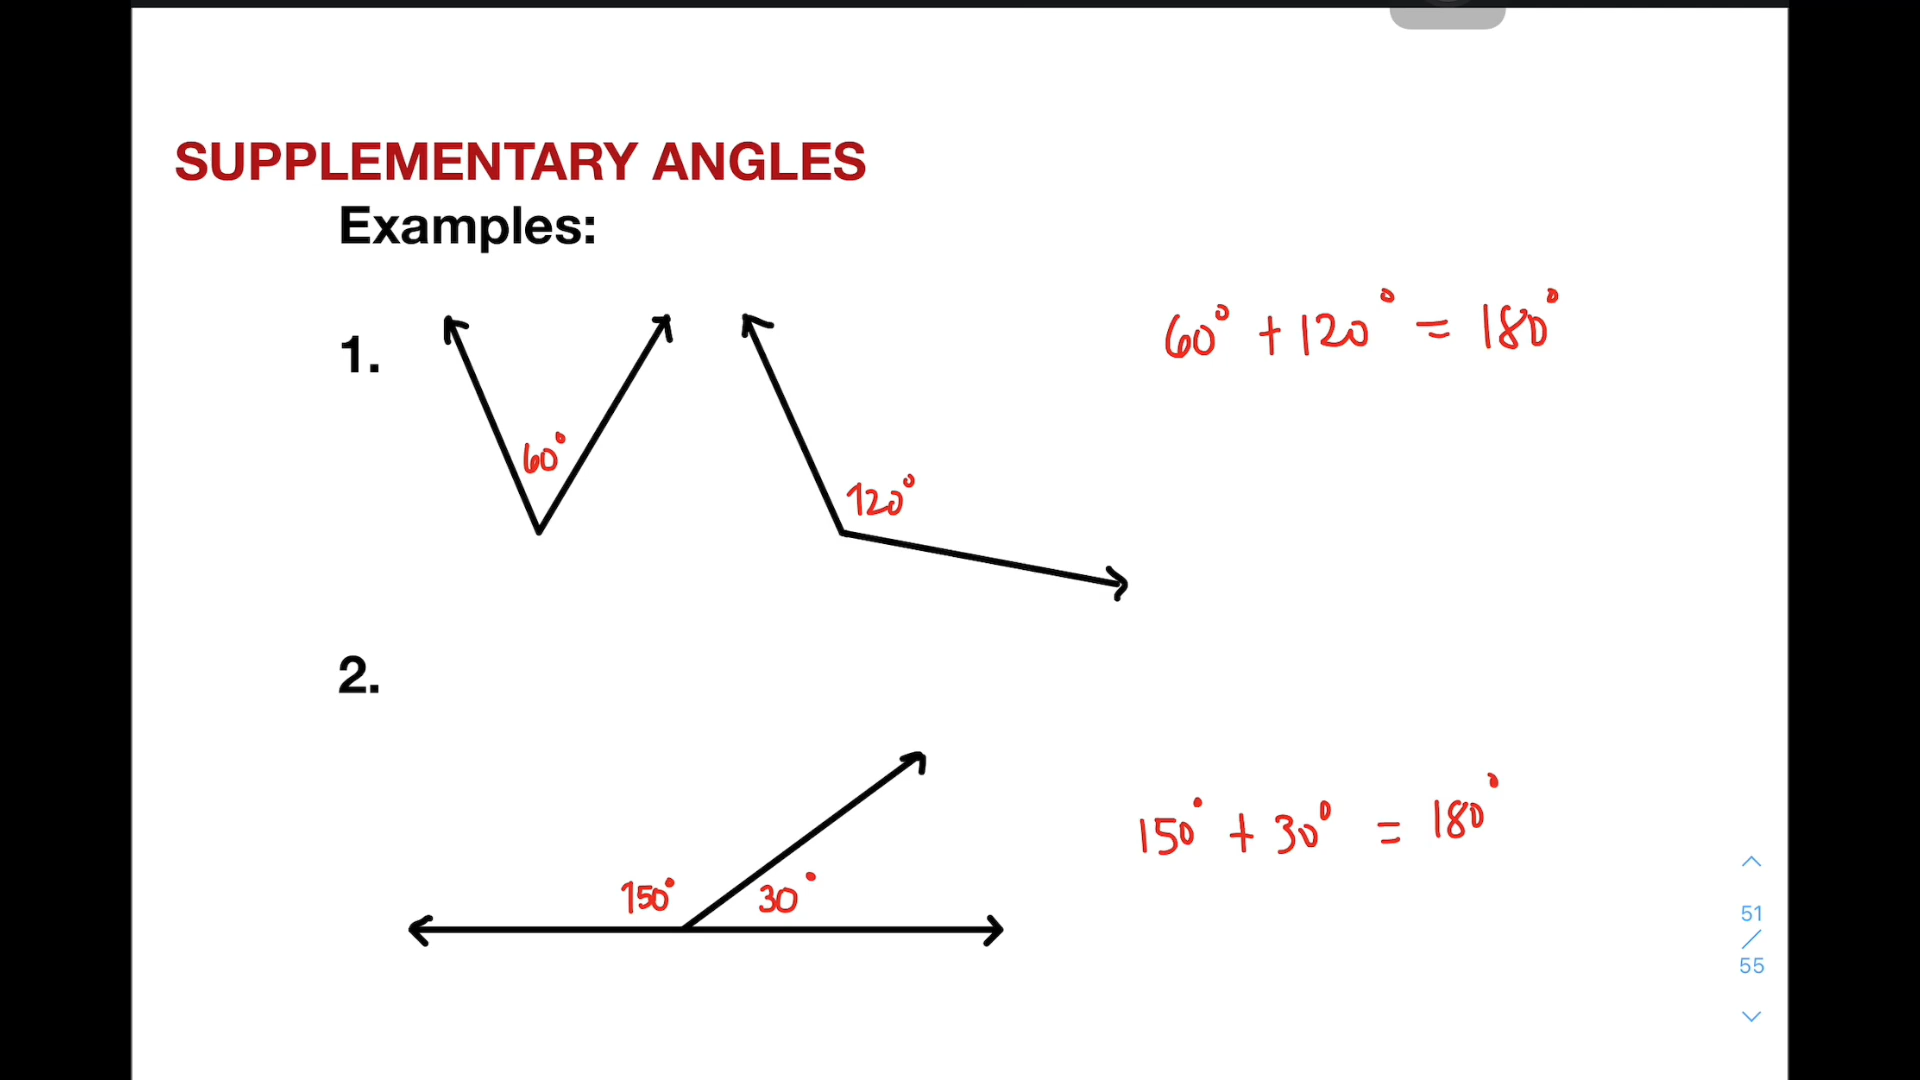 SUPPLEMENTARY ANGLES
Examples:
1.
60°
120°
60° + 120° = 180°
2.
150°
30°
150° + 30° = 180°
51
/
55